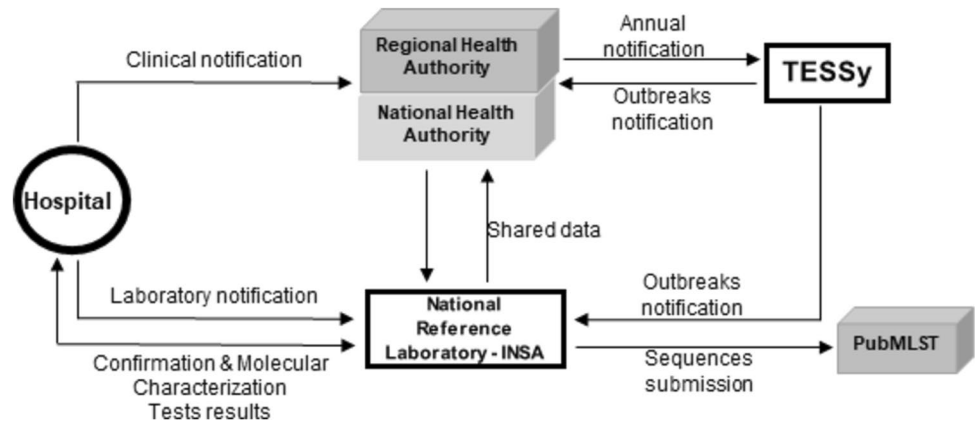 Clinical notification
Regional Health
Authority
National Health
Authority
Annual
notification
Outbreaks
notification
TESSy
Hospital
Shared data
Laboratory notification
National
Reference
Laboratory - INSA
Outbreaks
notification
Sequences
submission
PubMLST
Confirmation & Molecular
Characterization
Tests results